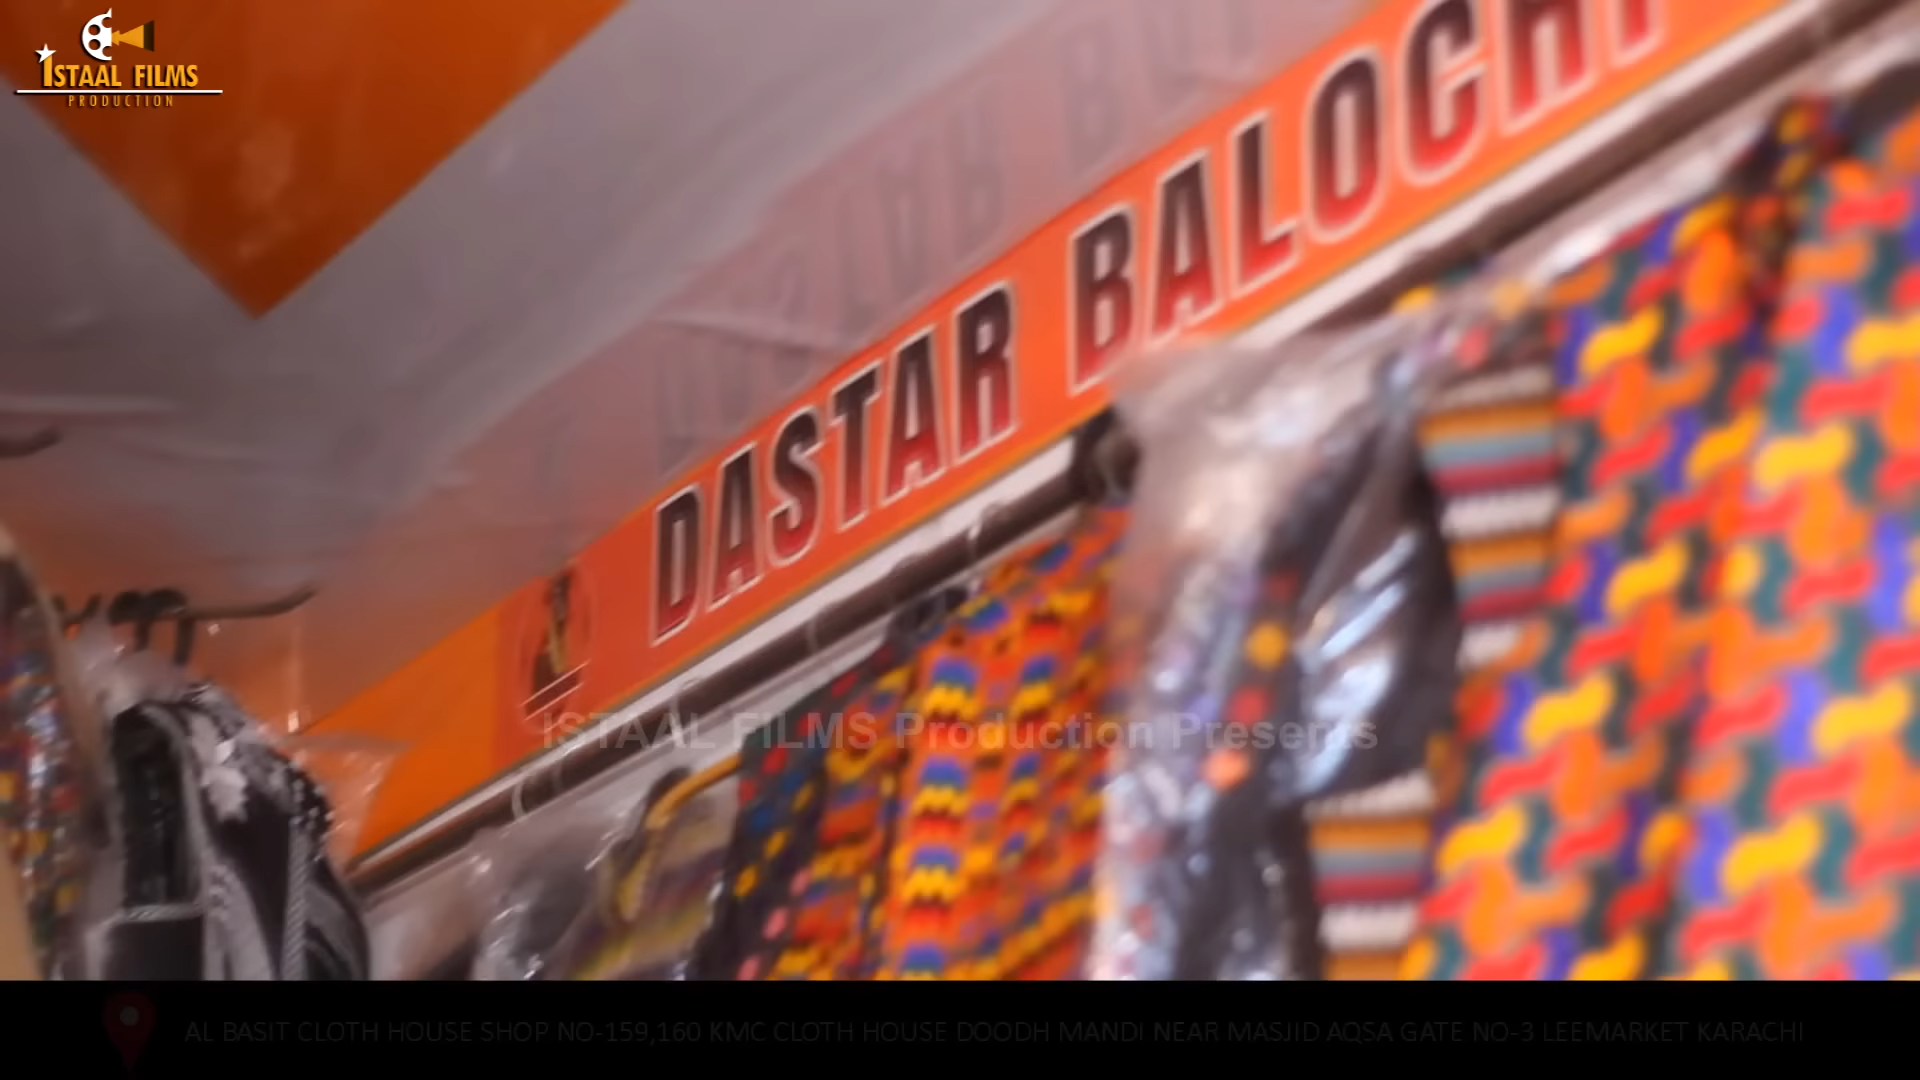 ISTAAL FILMS
PRODUCTION
DASTAR BALOCHI
ISTAAL FILMS Production Presents
AL BASIT CLOTH HOUSE SHOP NO-159,160 KMC CLOTH HOUSE DOODH MANDI NEAR MASJID AQSA GATE NO-3 LEEMARKET KARACHI